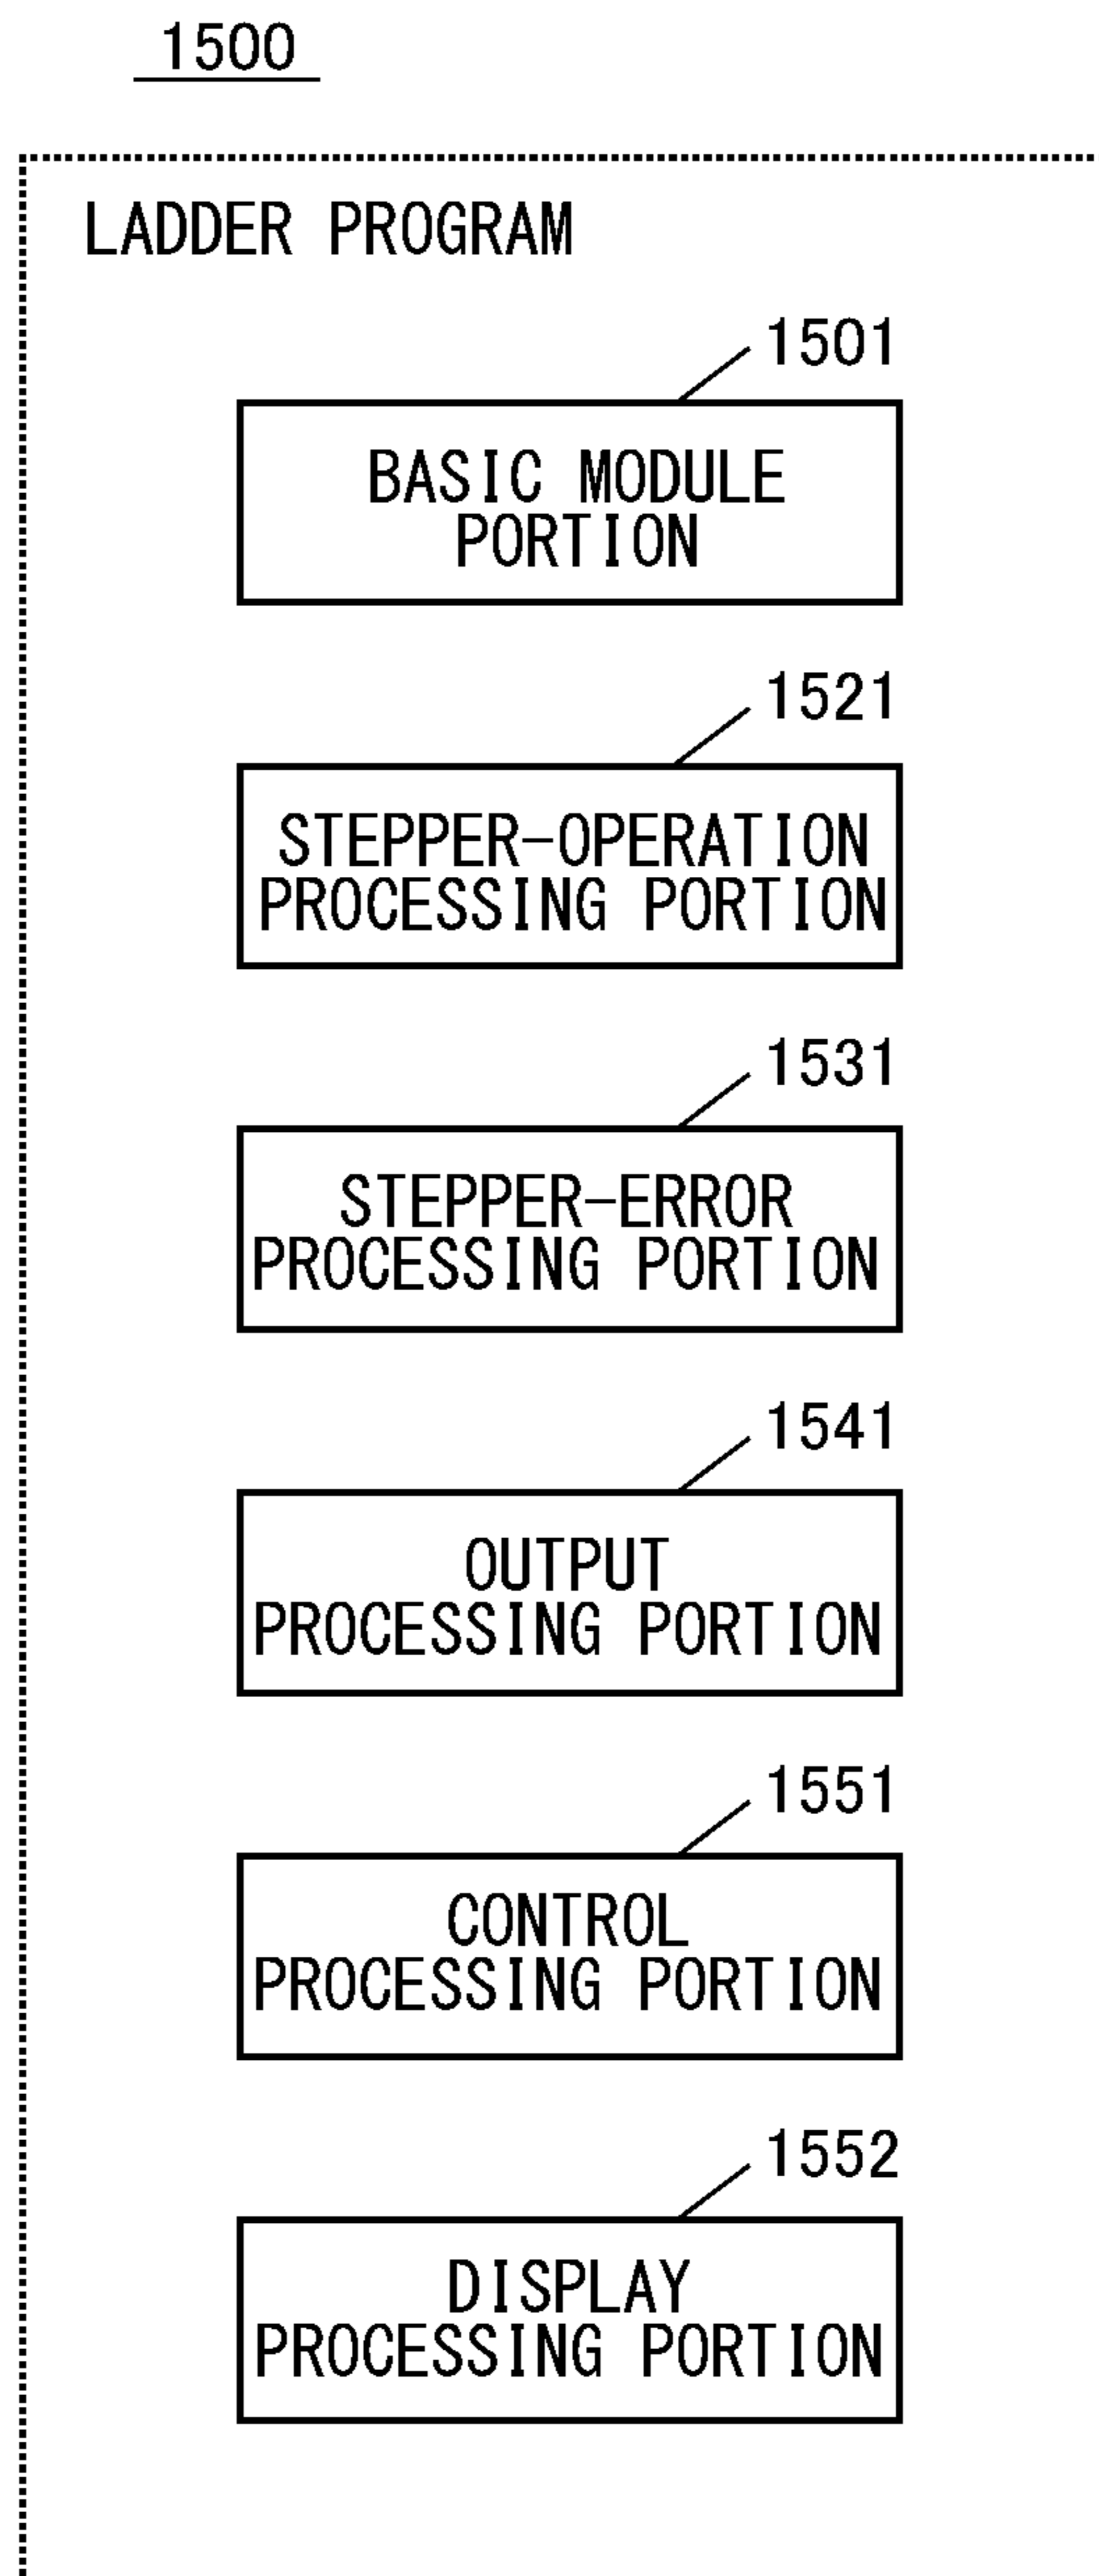 1500
LADDER PROGRAM
1501
BASIC MODULE
PORTION
1521
STEPPER-OPERATION
PROCESSING PORTION
1531
STEPPER-ERROR
PROCESSING PORTION
1541
OUTPUT
PROCESSING PORTION
1551
CONTROL
PROCESSING PORTION
1552
DISPLAY
PROCESSING PORTION